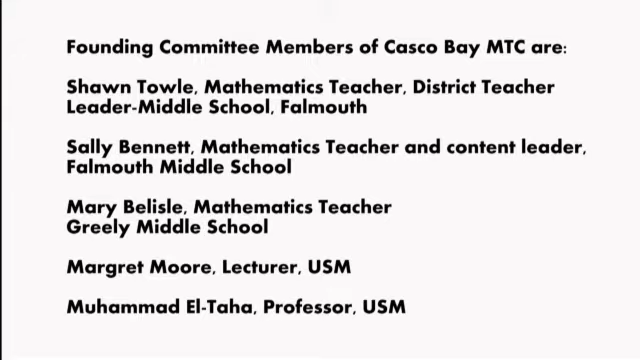 Founding Committee Members of Casco Bay MTC are:
Shawn Towle, Mathematics Teacher, District Teacher
Leader-Middle School, Falmouth
Sally Bennett, Mathematics Teacher and content leader,
Falmouth Middle School
Mary Belisle, Mathematics Teacher
Greely Middle School
Margret Moore, Lecturer, USM
Muhammad El-Taha, Professor, USM